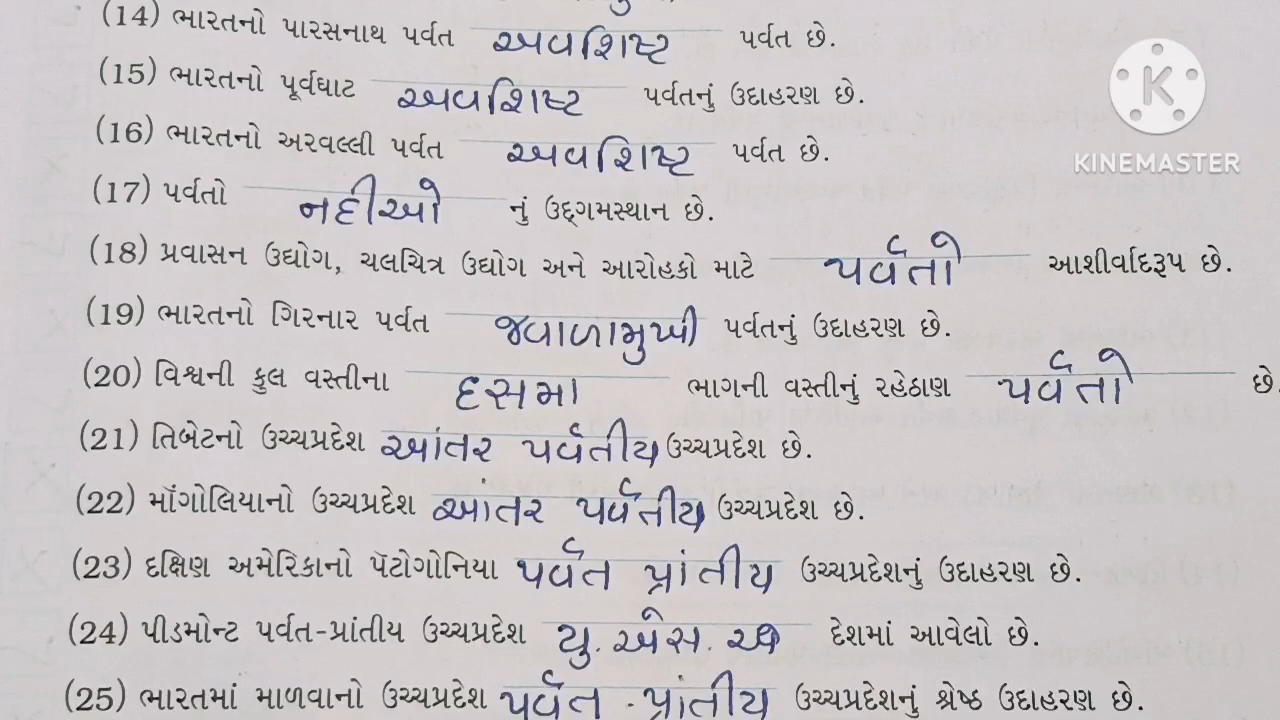 (14) ભારતનો પારસનાથ પર્વત અવશિષ્ટ પર્વત છે.
(15) ભારતનો પૂર્વઘાટ અવશિષ્ટ પર્વતનું ઉદાહરણ છે.
(16) ભારતનો અરવલ્લી પર્વત અવશિષ્ટ પર્વત છે.
(17) પર્વતો નદીઓ નું ઉદ્ગમસ્થાન છે.
(18) પ્રવાસન ઉદ્યોગ, ચલચિત્ર ઉદ્યોગ અને આરોહકો માટે પર્વતો આશીર્વાદરૂપ છે.
(19) ભારતનો ગિરનાર પર્વત જવાળામુખી પર્વતનું ઉદાહરણ છે.
(20) વિશ્વની કુલ વસ્તીના દસમા ભાગની વસ્તીનું રહેઠાણ પર્વતો છે.
(21) તિબેટનો ઉચ્ચપ્રદેશ આંતર પર્વતીય ઉચ્ચપ્રદેશ છે.
(22) મૉંગોલિયાનો ઉચ્ચપ્રદેશ આંતર પર્વતીય ઉચ્ચપ્રદેશ છે.
(23) દક્ષિણ અમેરિકાનો પૅટોગોનિયા પર્વત પ્રાંતીય ઉચ્ચપ્રદેશનું ઉદાહરણ છે.
(24) પીડમોન્ટ પર્વત-પ્રાંતીય ઉચ્ચપ્રદેશ યુ. એસ. એ દેશમાં આવેલો છે.
(25) ભારતમાં માળવાનો ઉચ્ચપ્રદેશ પર્વત - પ્રાંતીય ઉચ્ચપ્રદેશનું શ્રેષ્ઠ ઉદાહરણ છે.
K
KINEMASTER